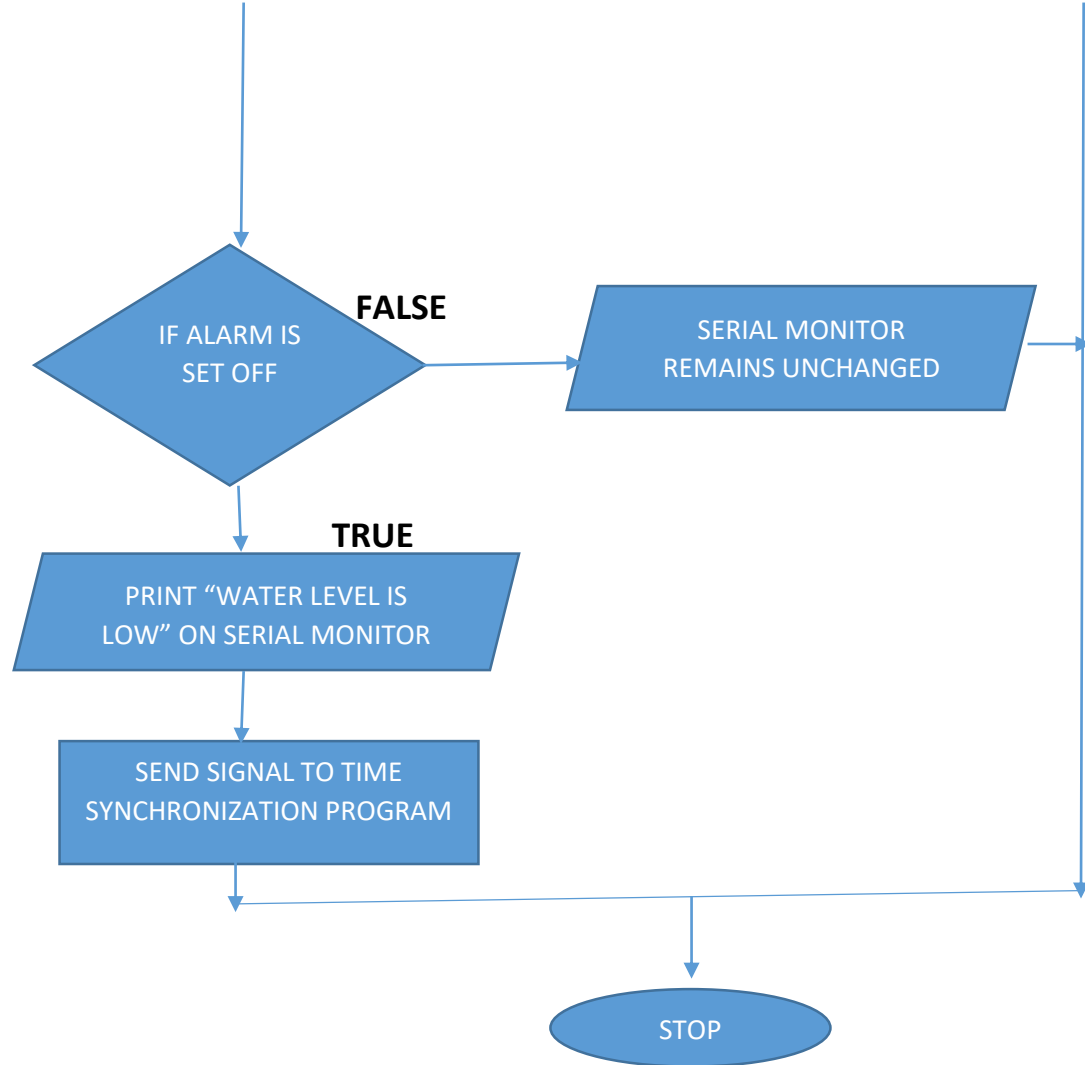 FALSE
IF ALARM IS
SET OFF
SERIAL MONITOR
REMAINS UNCHANGED
TRUE
PRINT “WATER LEVEL IS
LOW” ON SERIAL MONITOR
SEND SIGNAL TO TIME
SYNCHRONIZATION PROGRAM
STOP